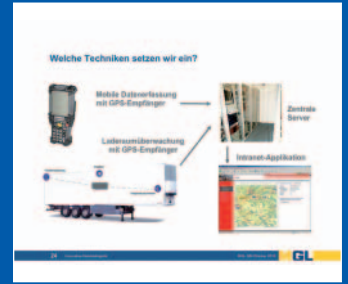 Welche Techniken setzen wir ein?
Mobile Datenerfassung
mit GPS-Empfänger
Zentrale
Server
Laderaumüberwachung
mit GPS-Empfänger
Intranet-Applikation
24
HGL